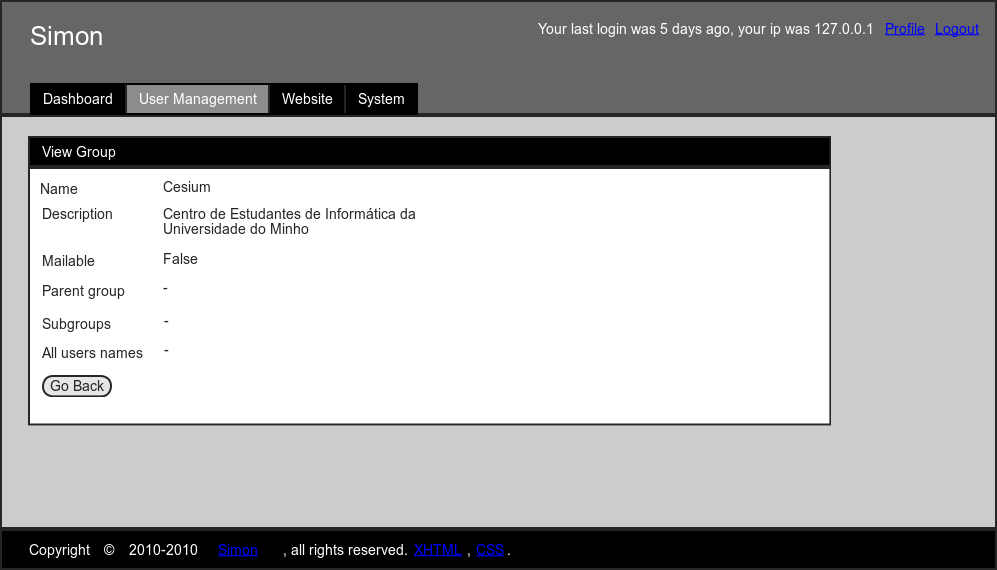 Simon
Your last login was 5 days ago, your ip was 127.0.0.1 Profile Logout
Dashboard User Management Website System
View Group
Name Cesium
Description Centro de Estudantes de Informática da
Universidade do Minho
Mailable False
Parent group -
Subgroups -
All users names -
Go Back
Copyright © 2010-2010 Simon , all rights reserved. XHTML , CSS .